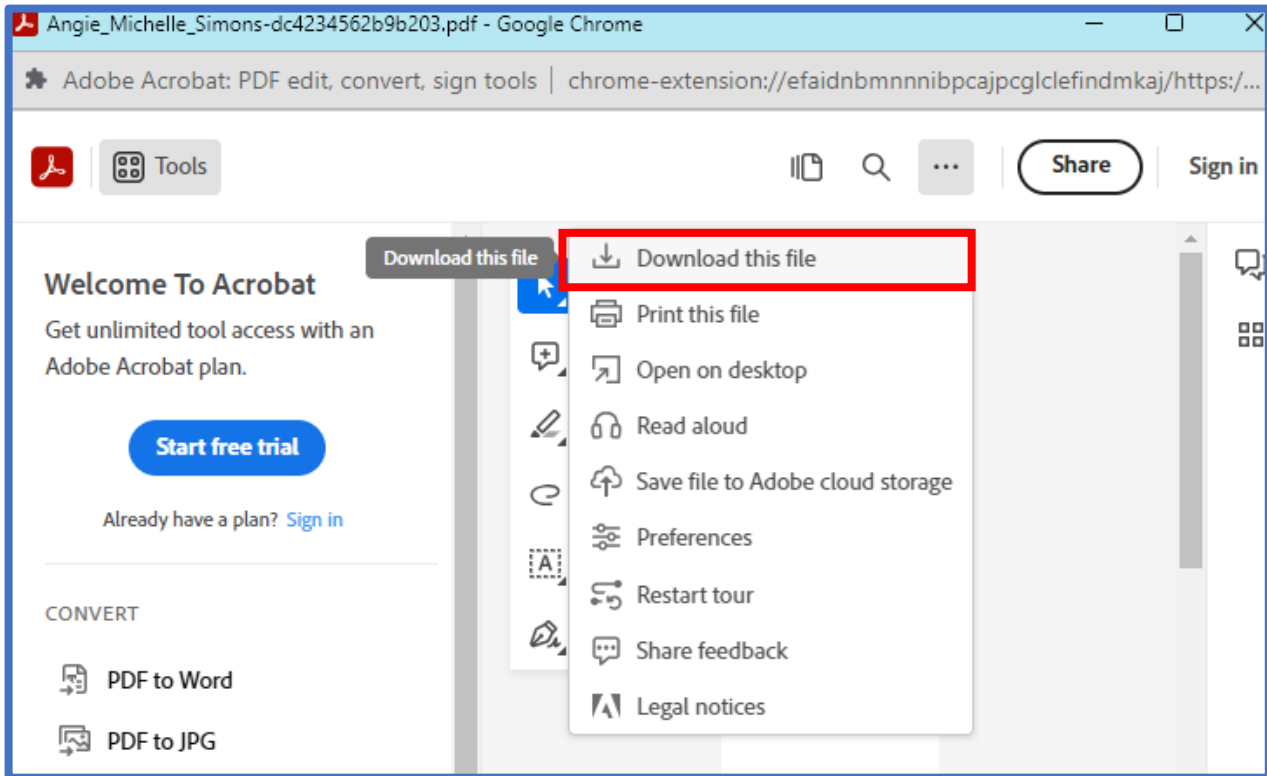 Angie_Michelle_Simons-dc4234562b9b203.pdf - Google Chrome
Adobe Acrobat: PDF edit, convert, sign tools | chrome-extension://efaidnbmnnnibpcajpcglclefindmkaj/https:/...
Tools
Share
Sign in
Download this file
Download this file
Welcome To Acrobat
Get unlimited tool access with an
Adobe Acrobat plan.
Start free trial
Already have a plan? Sign in
CONVERT
PDF to Word
PDF to JPG
Print this file
Open on desktop
Read aloud
Save file to Adobe cloud storage
Preferences
Restart tour
Share feedback
Legal notices